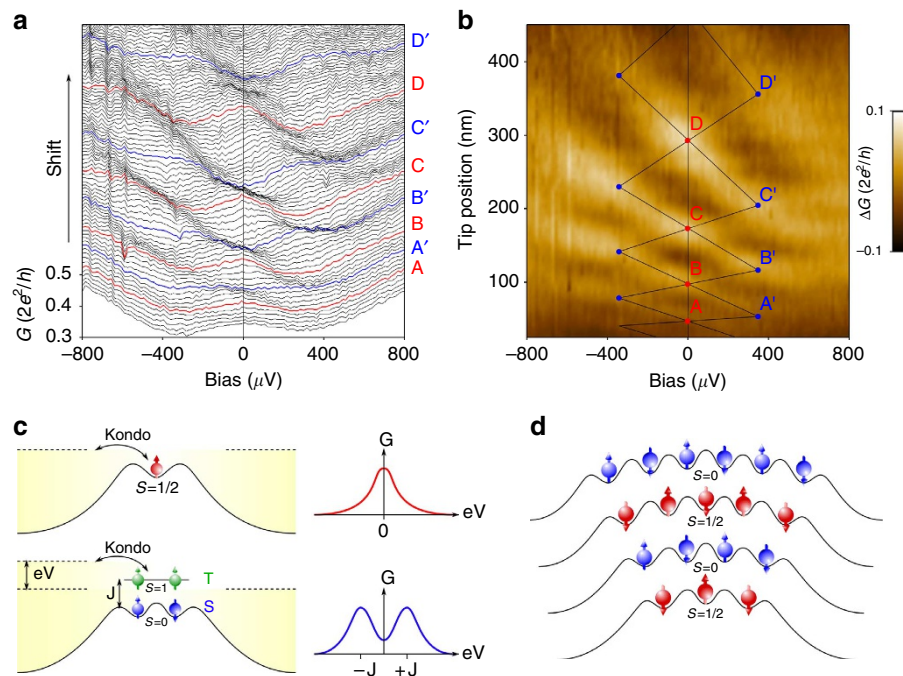 a
Shift
G (2e²/h)
0.5
0.4
0.3
−800
−400
0
400
800
Bias (μV)
D′
D
C′
C
B′
B
A′
A
b
Tip position (nm)
400
300
200
100
−800
−400
0
400
800
Bias (μV)
D′
D
C′
C
B′
B
A′
A
0.1
−0.1
ΔG (2e²/h)
c
Kondo
S=1/2
G
eV
0
eV
Kondo
J
S=1
T
S=0
S
G
eV
−J
+J
d
S=0
S=1/2
S=0
S=1/2